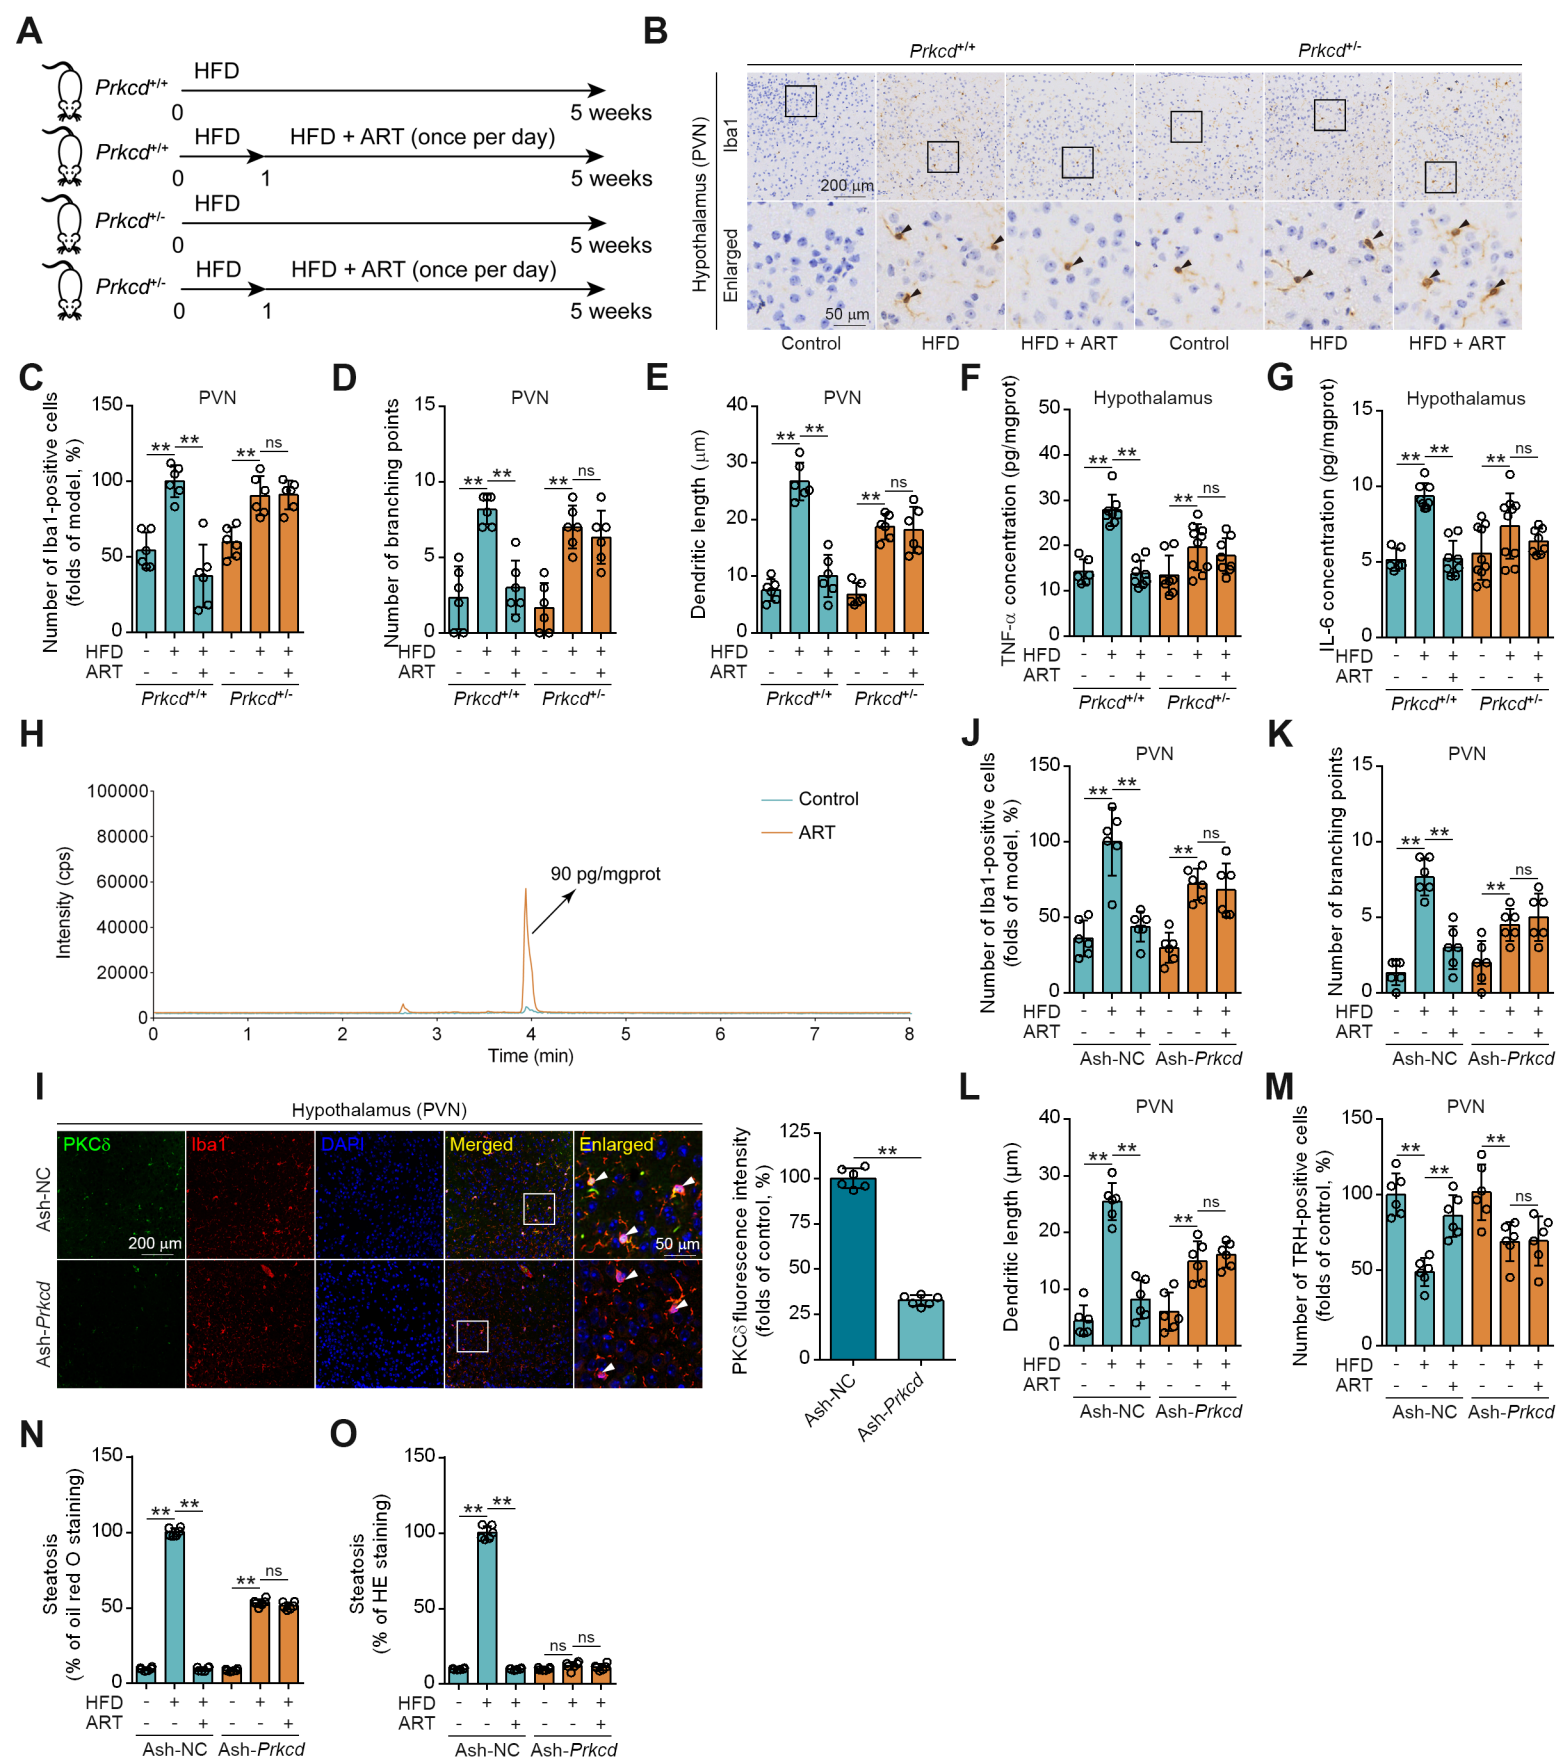 A
Prkcd+/+
HFD
0
5 weeks
Prkcd+/+
HFD
HFD + ART (once per day)
0
1
5 weeks
Prkcd+/-
HFD
0
5 weeks
Prkcd+/-
HFD
HFD + ART (once per day)
0
1
5 weeks
B
Prkcd+/+
Prkcd+/-
Hypothalamus (PVN)
Iba1
Enlarged
200 μm
50 μm
Control
HFD
HFD + ART
Control
HFD
HFD + ART
C
PVN
Number of Iba1-positive cells
(folds of model, %)
150
100
50
0
** ** ** ns
HFD - + + - + +
ART - - + - - +
Prkcd+/+ Prkcd+/-
D
PVN
Number of branching points
15
10
5
0
** ** ** ns
HFD - + + - + +
ART - - + - - +
Prkcd+/+ Prkcd+/-
E
PVN
Dendritic length (μm)
40
30
20
10
0
** ** ** ns
HFD - + + - + +
ART - - + - - +
Prkcd+/+ Prkcd+/-
F
Hypothalamus
TNF-α concentration (pg/mgprot)
50
40
30
20
10
0
** ** ** ns
HFD - + + - + +
ART - - + - - +
Prkcd+/+ Prkcd+/-
G
Hypothalamus
IL-6 concentration (pg/mgprot)
15
10
5
0
** ** ** ns
HFD - + + - + +
ART - - + - - +
Prkcd+/+ Prkcd+/-
H
Intensity (cps)
100000
80000
60000
40000
20000
0
0 1 2 3 4 5 6 7 8
Time (min)
90 pg/mgprot
Control
ART
I
Hypothalamus (PVN)
PKCδ Iba1 DARI Merged Enlarged
Ash-NC
200 μm
50 μm
Ash-Prkcd
PKCδ fluorescence intensity
(folds of control, %)
125
100
75
50
25
0
**
Ash-NC
Ash-Prkcd
J
PVN
Number of Iba1-positive cells
(folds of model, %)
150
100
50
0
** ** ** ns
HFD - + + - + +
ART - - + - - +
Ash-NC Ash-Prkcd
K
PVN
Number of branching points
15
10
5
0
** ** ** ns
HFD - + + - + +
ART - - + - - +
Ash-NC Ash-Prkcd
L
PVN
Dendritic length (μm)
40
30
20
10
0
** ** ** ns
HFD - + + - + +
ART - - + - - +
Ash-NC Ash-Prkcd
M
PVN
Number of TRH-positive cells
(folds of control, %)
150
100
50
0
** ** ** ns
HFD - + + - + +
ART - - + - - +
Ash-NC Ash-Prkcd
N
Steatosis
(% of oil red O staining)
150
100
50
0
** ** ** ns
HFD - + + - + +
ART - - + - - +
Ash-NC Ash-Prkcd
O
Steatosis
(% of HE staining)
150
100
50
0
** ** ns ns
HFD - + + - + +
ART - - + - - +
Ash-NC Ash-Prkcd